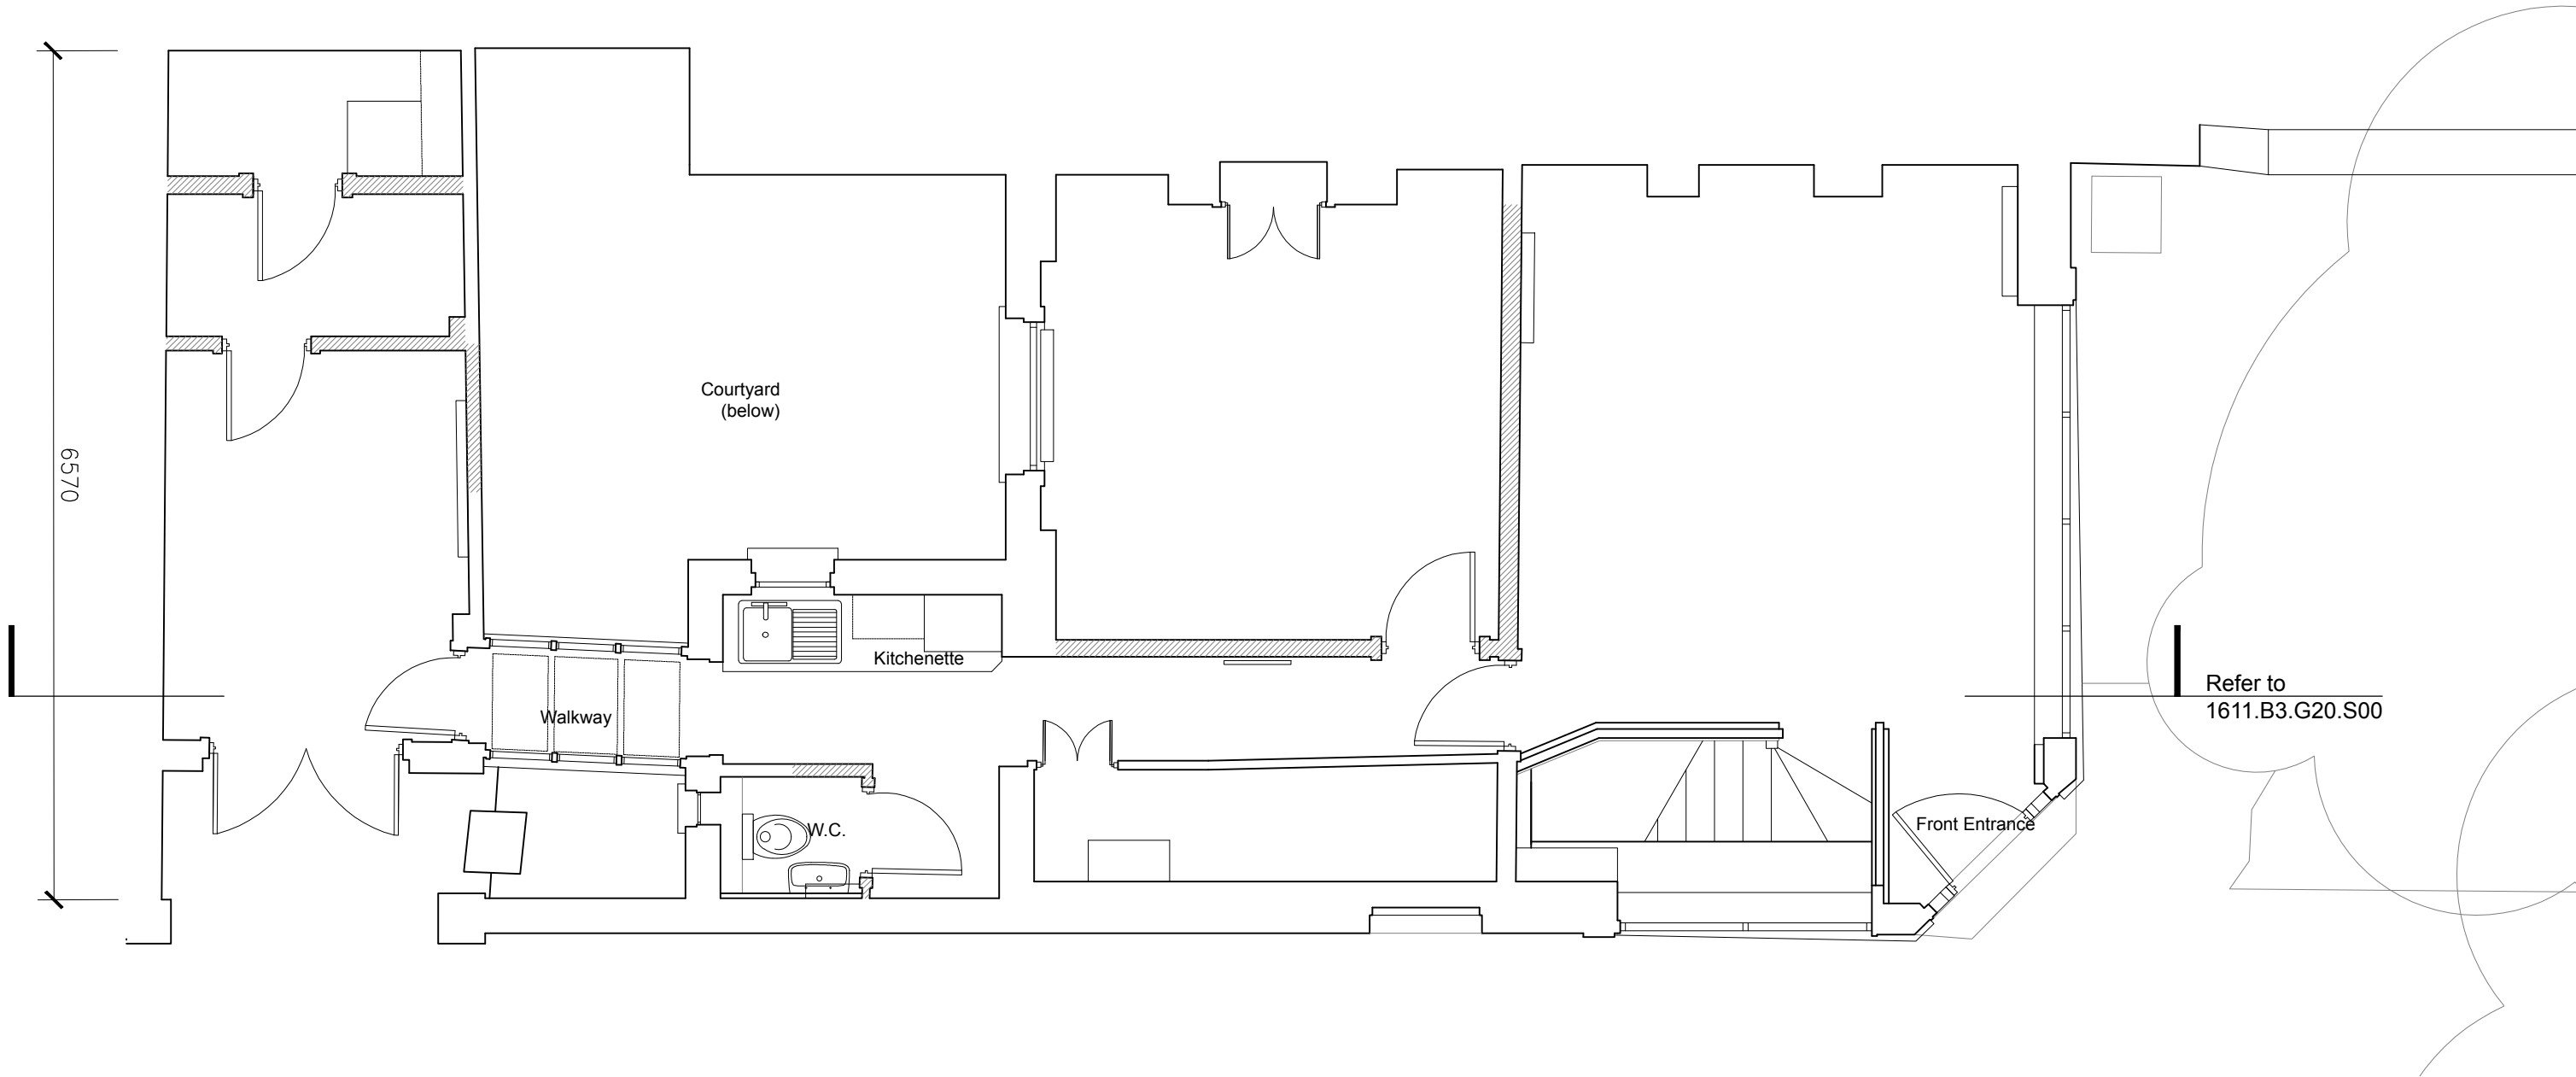 Courtyard
(below)
6570
Kitchenette
Refer to
1611.B3.G20.S00
Walkway
Front Entrance
W.C.